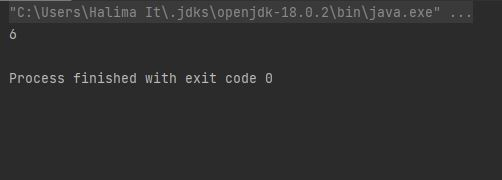 "C:\Users\Halima It\.jdks\openjdk-18.0.2\bin\java.exe" ...
6
Process finished with exit code 0